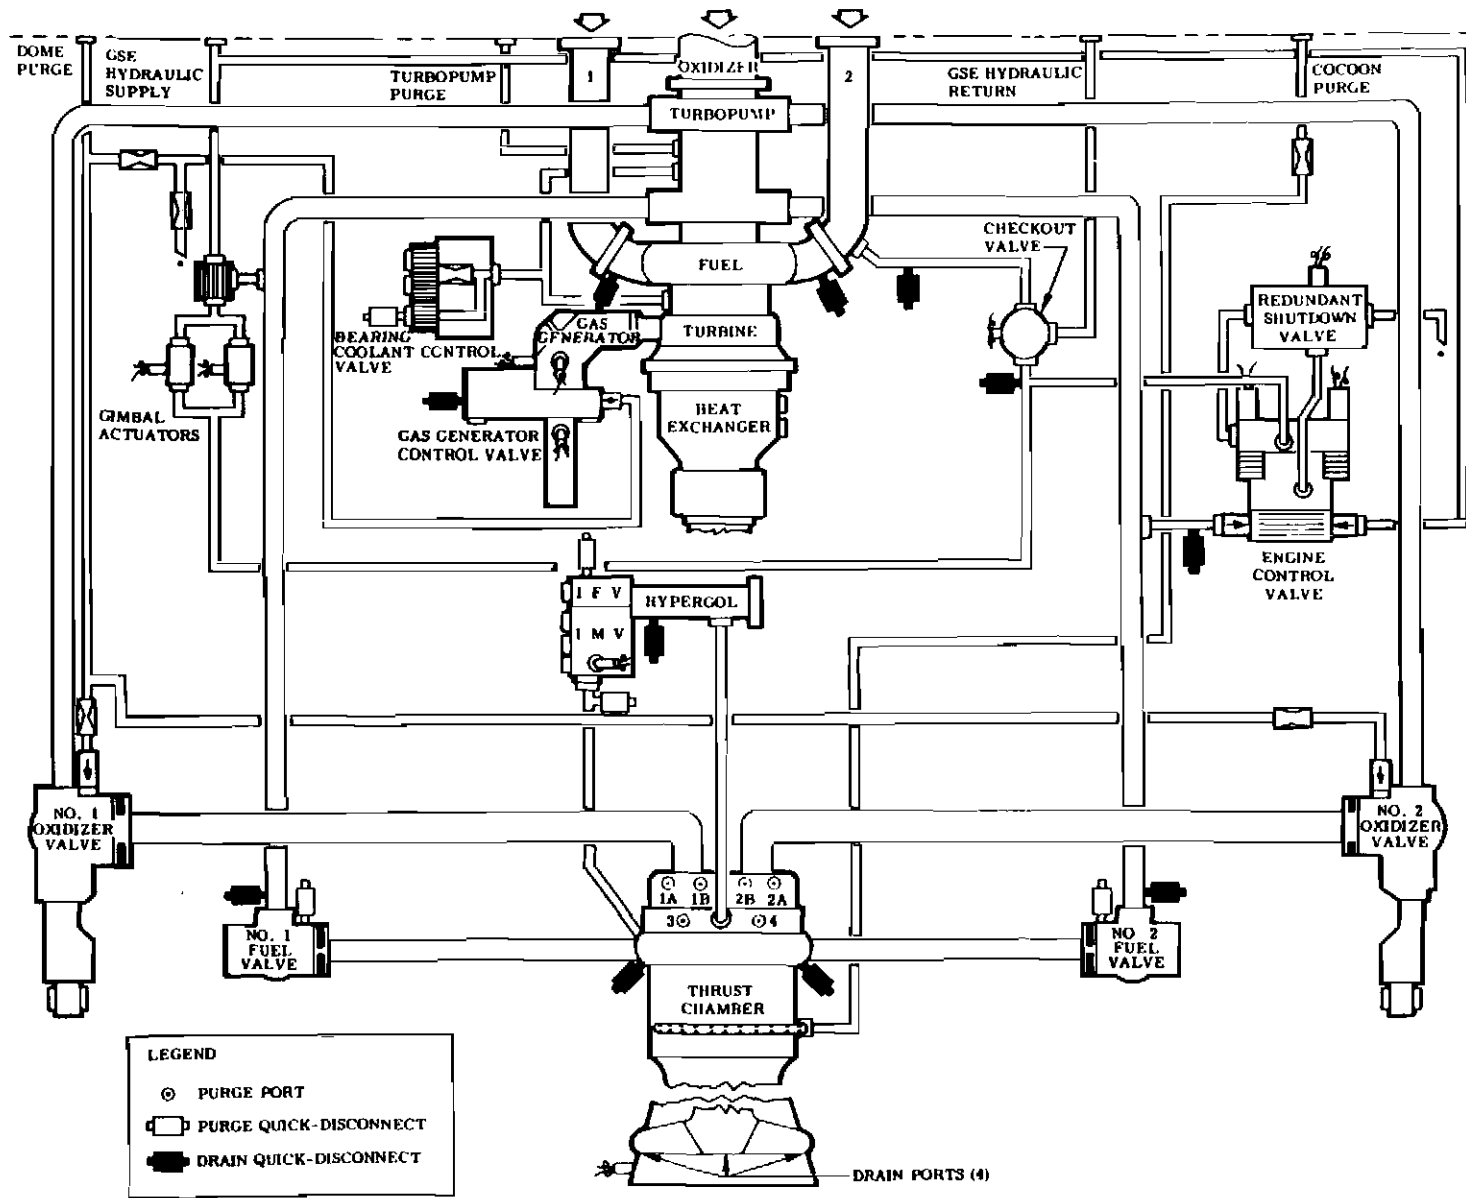 DOME
PURGE
GSE
HYDRAULIC
SUPPLY
TURBOPUMP
PURGE
1
OXIDIZER
2
GSE HYDRAULIC
RETURN
COCOON
PURGE
TURBOPUMP
CHECKOUT
VALVE
FUEL
REDUNDANT
SHUTDOWN
VALVE
BEARING
COOLANT CONTROL
VALVE
GAS
GENERATOR
TURBINE
GIMBAL
ACTUATORS
GAS GENERATOR
CONTROL VALVE
HEAT
EXCHANGER
ENGINE
CONTROL
VALVE
I F V
HYPERGOL
I M V
NO. 1
OXIDIZER
VALVE
NO. 2
OXIDIZER
VALVE
1A 1B 2B 2A
3 4
NO. 1
FUEL
VALVE
NO 2
FUEL
VALVE
THRUST
CHAMBER
LEGEND
PURGE PORT
PURGE QUICK-DISCONNECT
DRAIN QUICK-DISCONNECT
DRAIN PORTS (4)